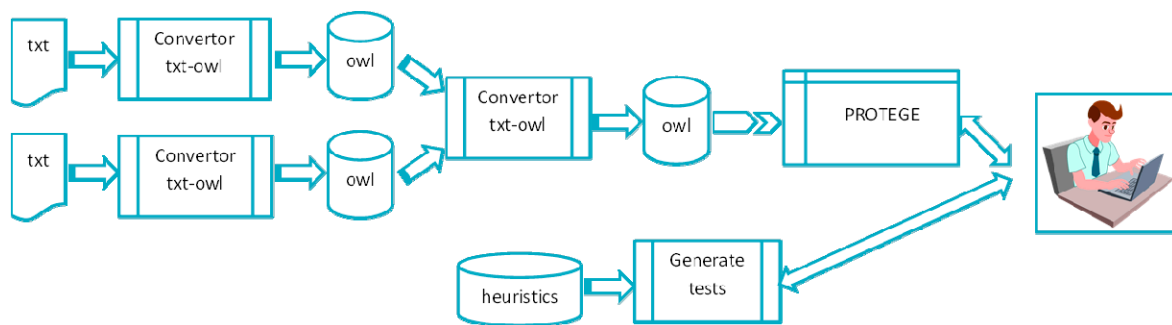 txt
Convertor
txt-owl
owl
Convertor
txt-owl
owl
PROTEGE
txt
Convertor
txt-owl
owl
heuristics
Generate
tests